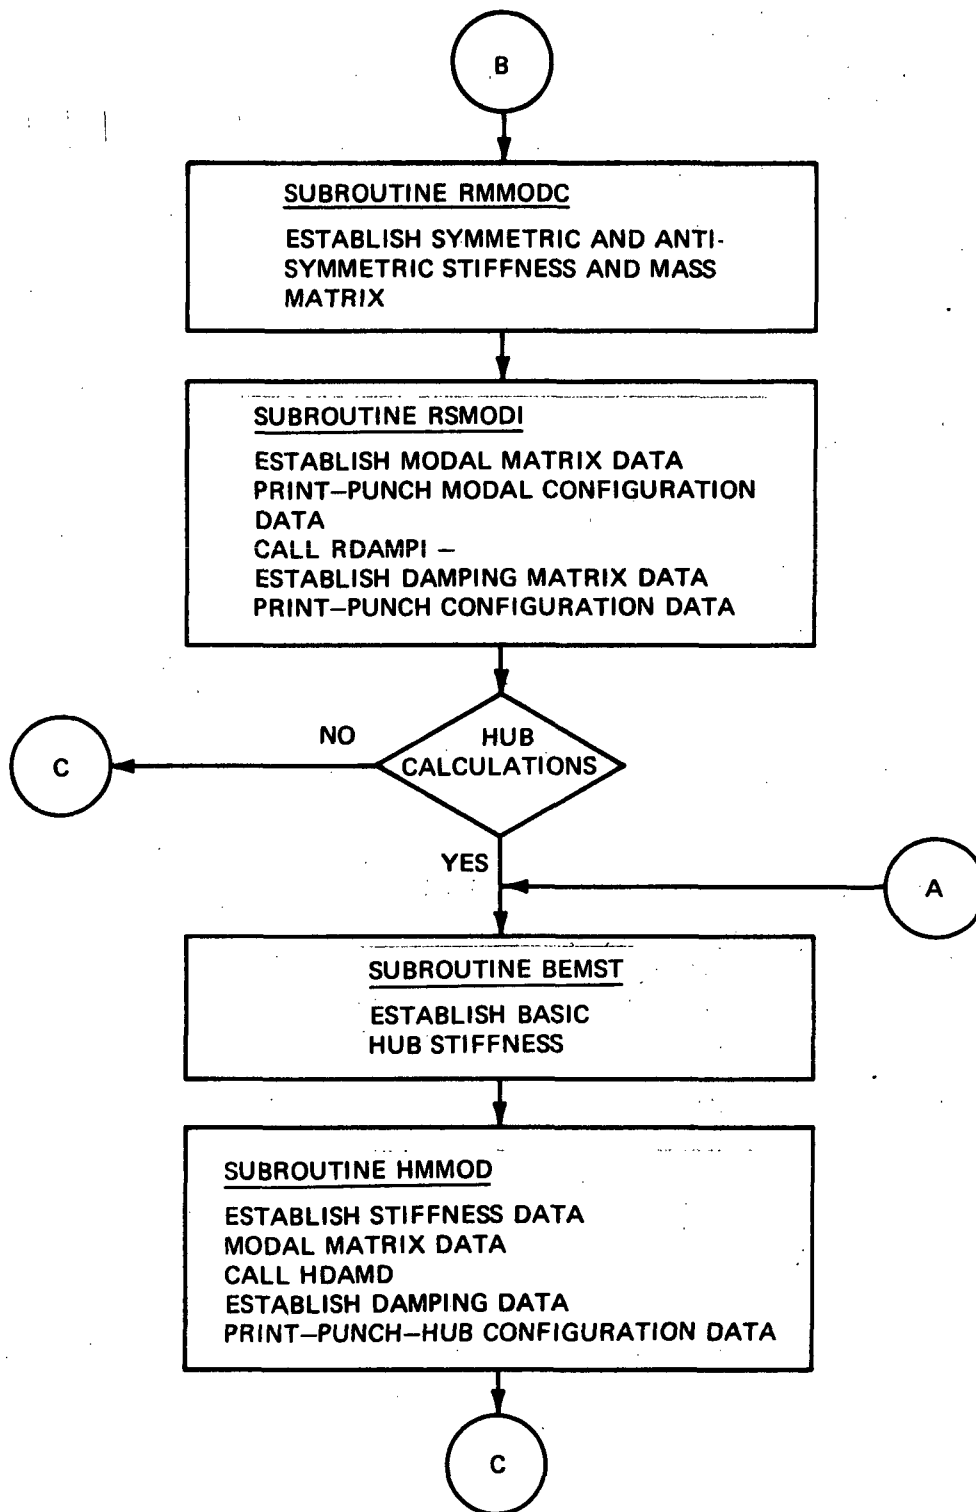 B
SUBROUTINE RMMODC
ESTABLISH SYMMETRIC AND ANTI-
SYMMETRIC STIFFNESS AND MASS
MATRIX
SUBROUTINE RSMODI
ESTABLISH MODAL MATRIX DATA
PRINT–PUNCH MODAL CONFIGURATION
DATA
CALL RDAMPI –
ESTABLISH DAMPING MATRIX DATA
PRINT–PUNCH CONFIGURATION DATA
NO
HUB
CALCULATIONS
C
YES
A
SUBROUTINE BEMST
ESTABLISH BASIC
HUB STIFFNESS
SUBROUTINE HMMOD
ESTABLISH STIFFNESS DATA
MODAL MATRIX DATA
CALL HDAMD
ESTABLISH DAMPING DATA
PRINT–PUNCH–HUB CONFIGURATION DATA
C